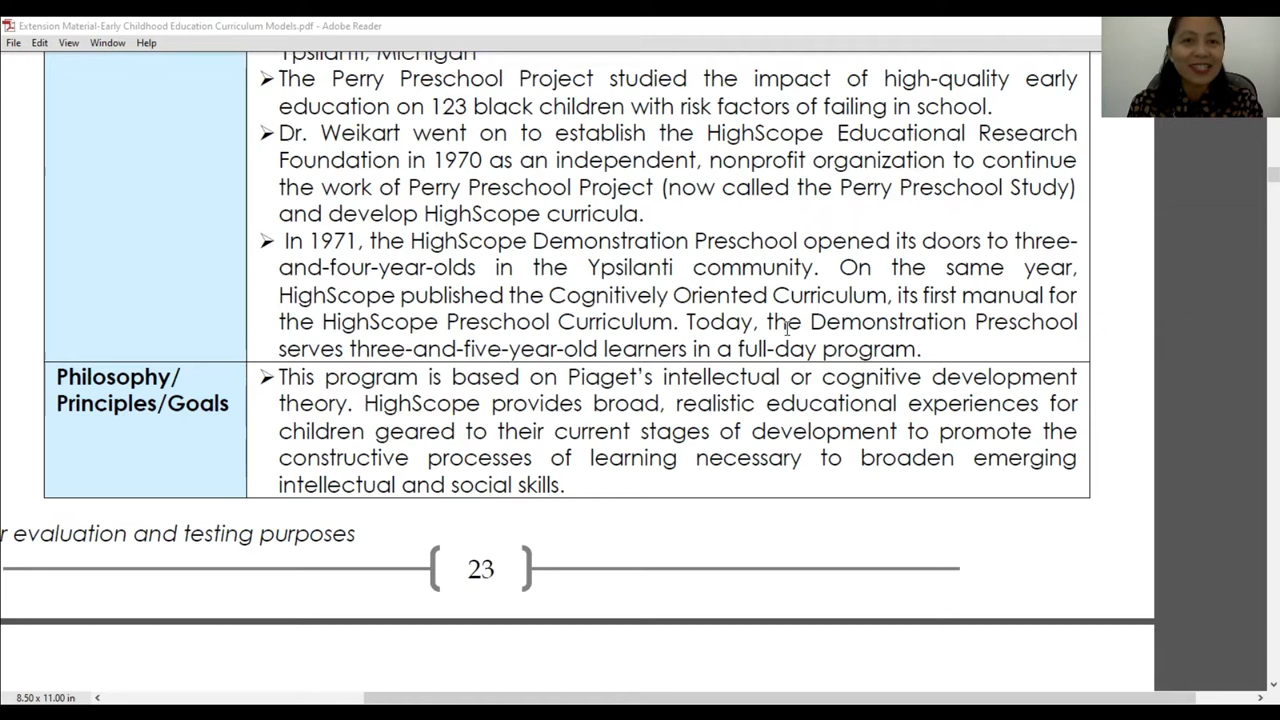 Extension Material-Early Childhood Education Curriculum Models.pdf - Adobe Reader
File Edit View Window Help
Ypsilanti, Michigan
➢The Perry Preschool Project studied the impact of high-quality early
education on 123 black children with risk factors of failing in school.
➢Dr. Weikart went on to establish the HighScope Educational Research
Foundation in 1970 as an independent, nonprofit organization to continue
the work of Perry Preschool Project (now called the Perry Preschool Study)
and develop HighScope curricula.
➢ In 1971, the HighScope Demonstration Preschool opened its doors to three-
and-four-year-olds in the Ypsilanti community. On the same year,
HighScope published the Cognitively Oriented Curriculum, its first manual for
the HighScope Preschool Curriculum. Today, the Demonstration Preschool
serves three-and-five-year-old learners in a full-day program.
Philosophy/
Principles/Goals
➢This program is based on Piaget’s intellectual or cognitive development
theory. HighScope provides broad, realistic educational experiences for
children geared to their current stages of development to promote the
constructive processes of learning necessary to broaden emerging
intellectual and social skills.
r evaluation and testing purposes
23
8.50 x 11.00 in